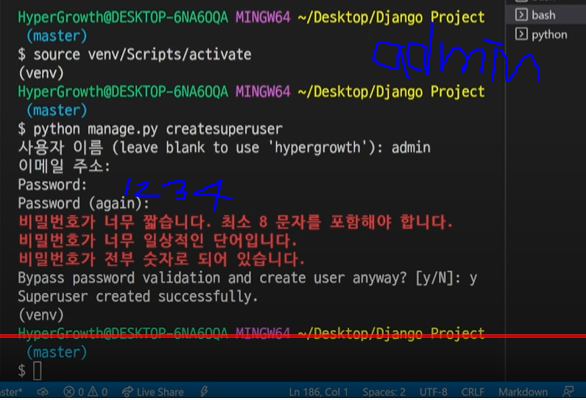 HyperGrowth@DESKTOP-6NA6OQA MINGW64 ~/Desktop/Django Project
(master)
$ source venv/Scripts/activate
(venv)
admin
HyperGrowth@DESKTOP-6NA6OQA MINGW64 ~/Desktop/Django Project
(master)
$ python manage.py createsuperuser
사용자 이름 (leave blank to use 'hypergrowth'): admin
이메일 주소:
Password:
1234
Password (again):
비밀번호가 너무 짧습니다. 최소 8 문자를 포함해야 합니다.
비밀번호가 너무 일상적인 단어입니다.
비밀번호가 전부 숫자로 되어 있습니다.
Bypass password validation and create user anyway? [y/N]: y
Superuser created successfully.
(venv)
HyperGrowth@DESKTOP-6NA6OQA MINGW64 ~/Desktop/Django Project
(master)
$
bash
python
ster* 0 0 Live Share Ln 186, Col 1 Spaces: 2 UTF-8 CRLF Markdown